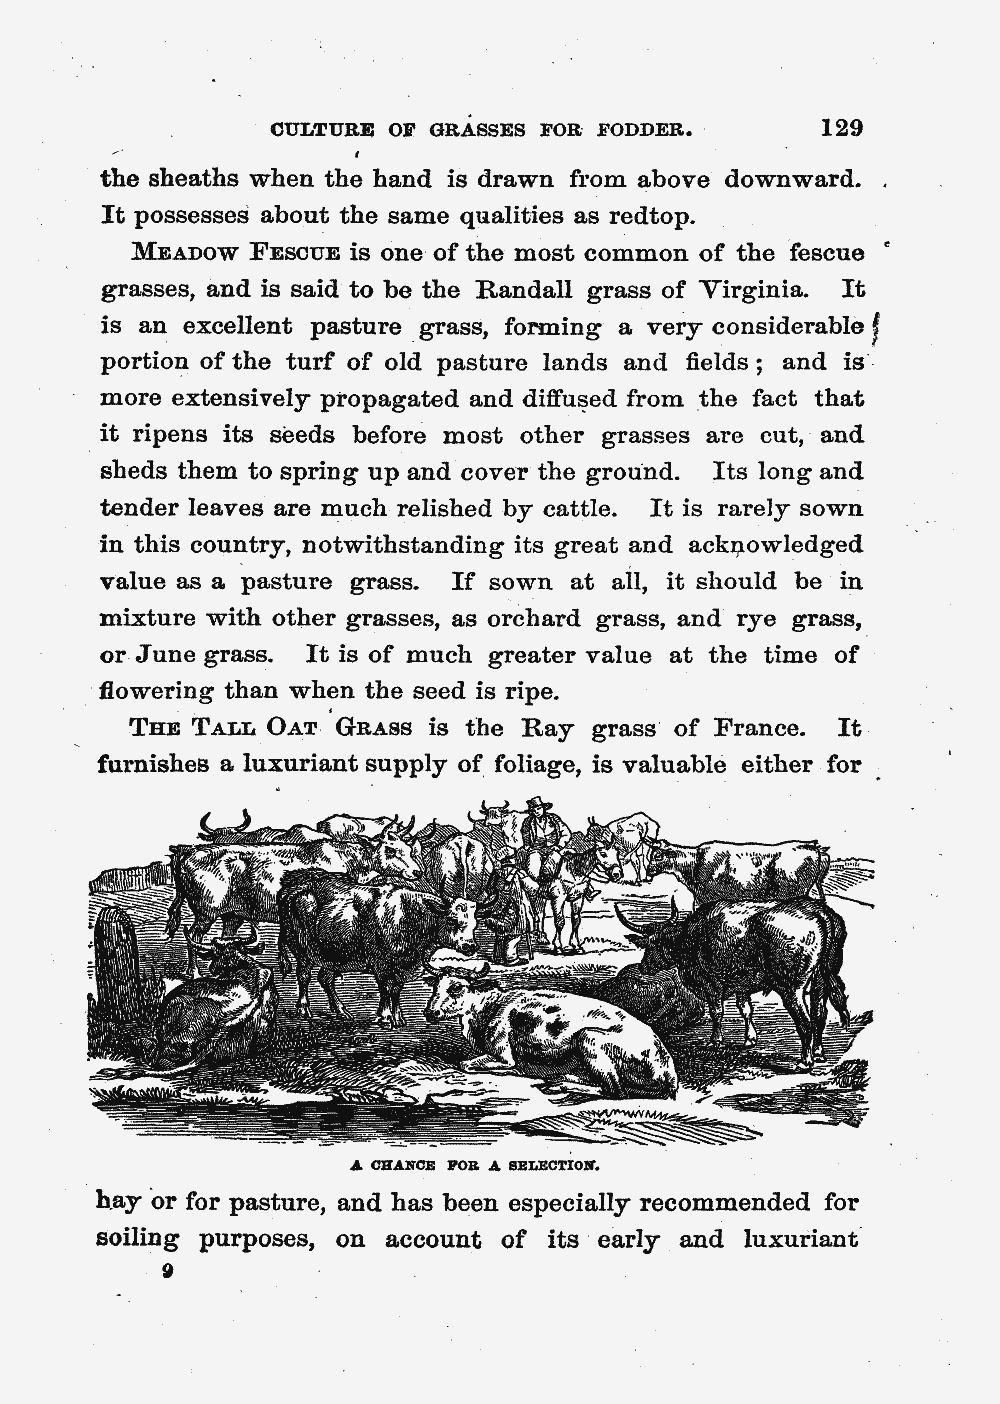 CULTURE OF GRASSES FOR FODDER. 129
the sheaths when the hand is drawn from above downward.
It possesses about the same qualities as redtop.
MEADOW FESCUE is one of the most common of the fescue
grasses, and is said to be the Randall grass of Virginia. It
is an excellent pasture grass, forming a very considerable
portion of the turf of old pasture lands and fields; and is
more extensively propagated and diffused from the fact that
it ripens its seeds before most other grasses are cut, and
sheds them to spring up and cover the ground. Its long and
tender leaves are much relished by cattle. It is rarely sown
in this country, notwithstanding its great and acknowledged
value as a pasture grass. If sown at all, it should be in
mixture with other grasses, as orchard grass, and rye grass,
or June grass. It is of much greater value at the time of
flowering than when the seed is ripe.
THE TALL OAT GRASS is the Ray grass of France. It
furnishes a luxuriant supply of foliage, is valuable either for
A CHANCE FOR A SELECTION.
hay or for pasture, and has been especially recommended for
soiling purposes, on account of its early and luxuriant
9